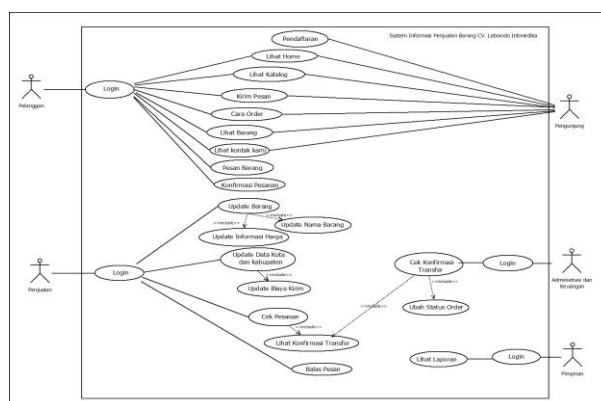 System Informasi Penjualan Barang CV. Laboindo Intimedika
Pendaftaran
Lihat Home
Lihat Katalog
Kirim Pesan
Cara Order
Lihat Barang
Lihat kontak kami
Pesan Barang
Konfirmasi Pesanan
Login
Pelanggan
Pengunjung
Update Barang
<<include>>
<<include>>
Update Nama Barang
Update Informasi Harga
Update Data Kota
dan kabupaten
<<include>>
Update Biaya Kirim
Login
Penjualan
Cek Pesanan
<<include>>
Lihat Konfirmasi Transfer
Balas Pesan
Cek Konfirmasi
Transfer
<<include>>
<<include>>
Ubah Status Order
Login
Administrasi dan
Keuangan
Lihat Laporan
Login
Pimpinan